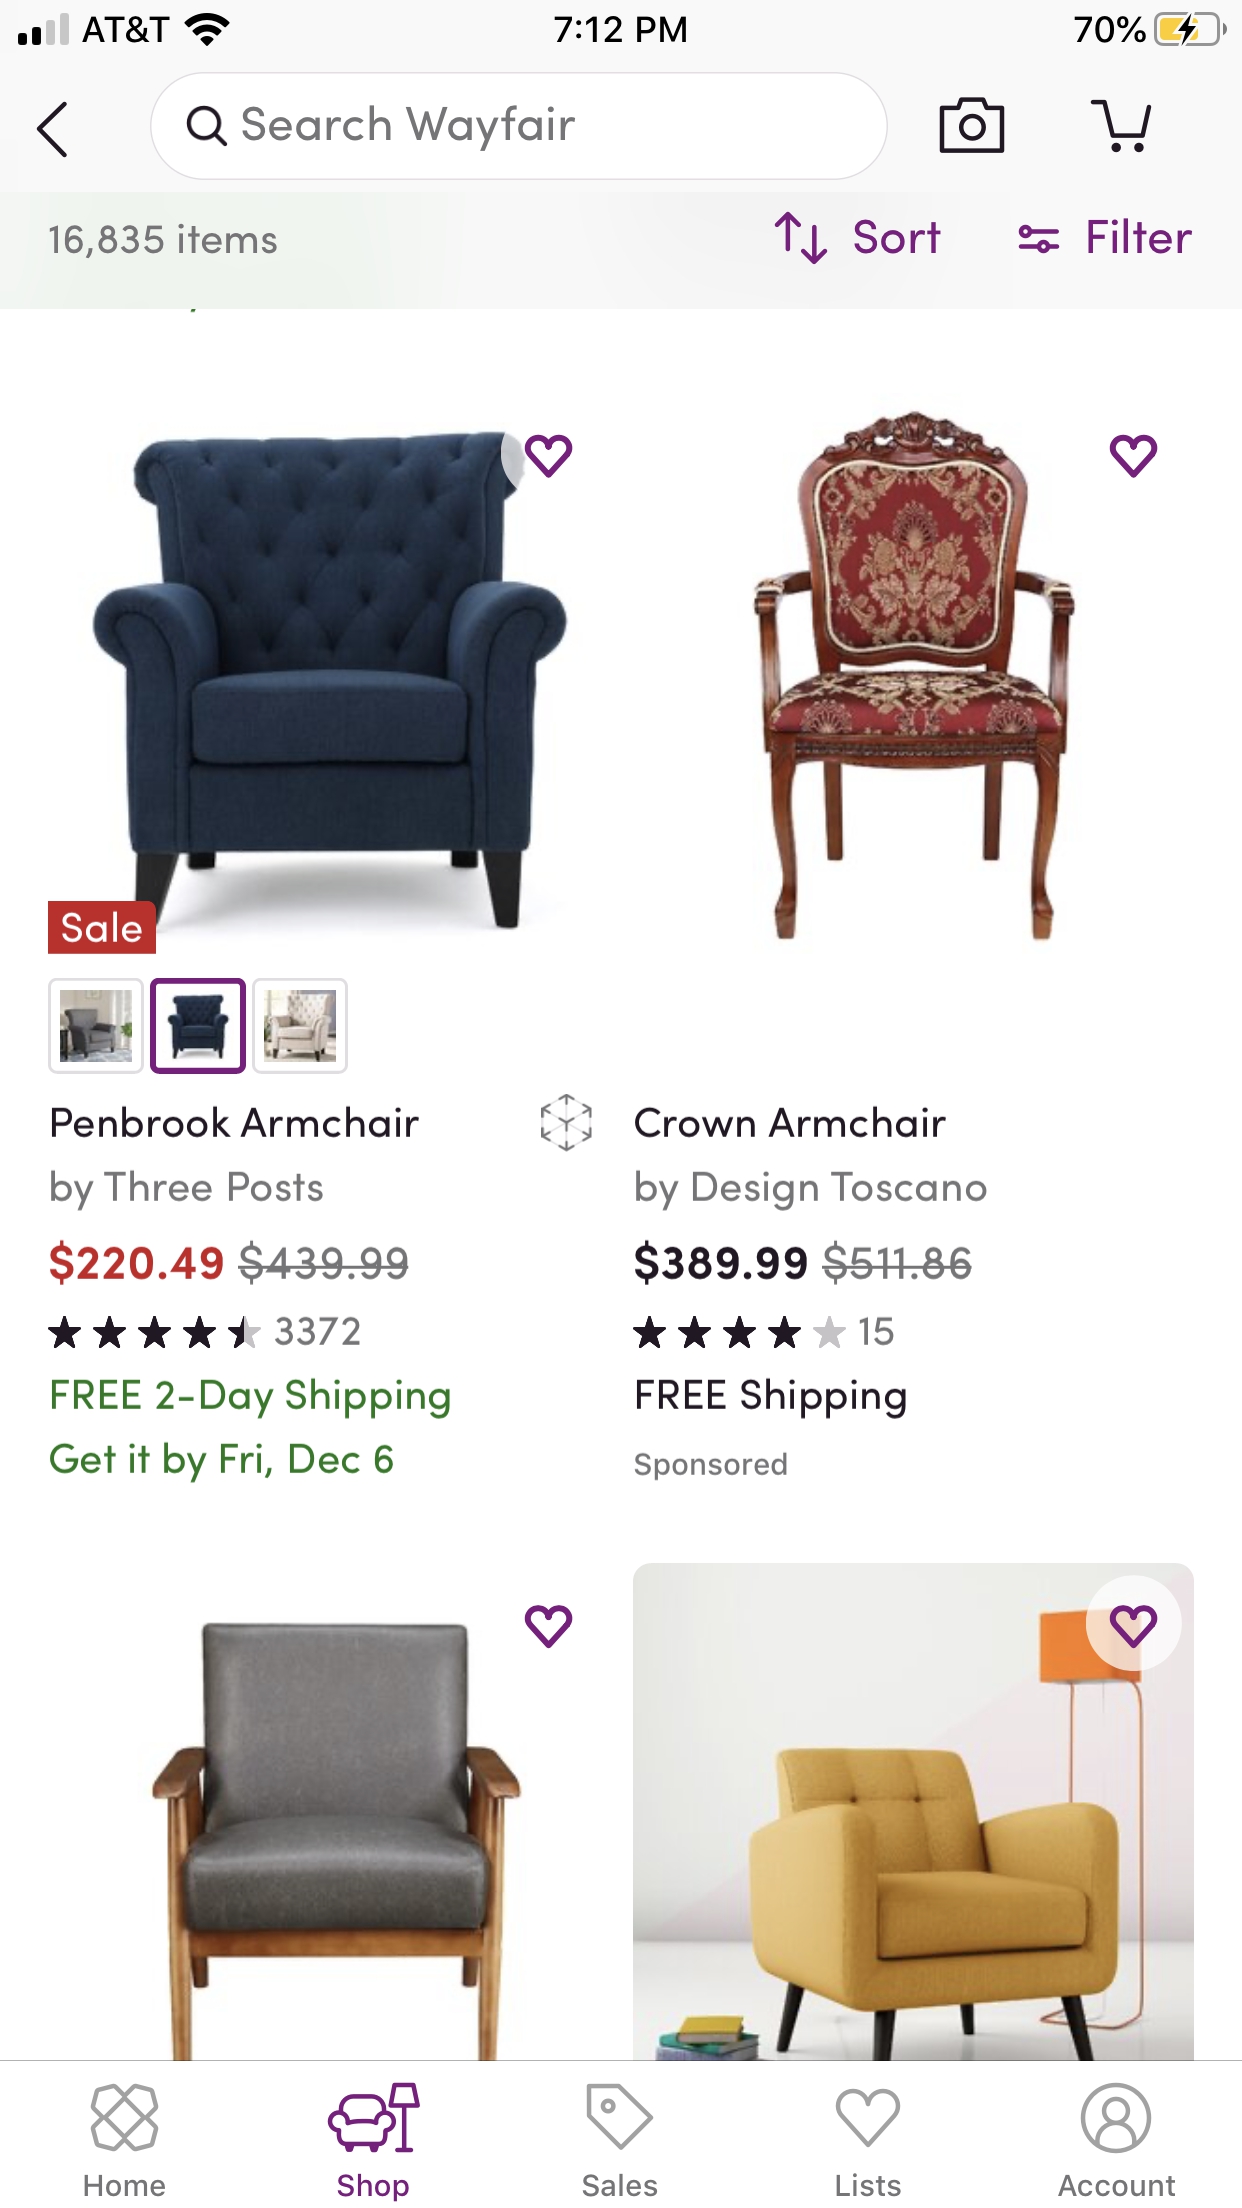 AT&T 7:12 PM 70%
Search Wayfair
16,835 items Sort Filter
Sale
Penbrook Armchair
by Three Posts
$220.49 $439.99
3372
FREE 2-Day Shipping
Get it by Fri, Dec 6
Crown Armchair
by Design Toscano
$389.99 $511.86
15
FREE Shipping
Sponsored
Home Shop Sales Lists Account